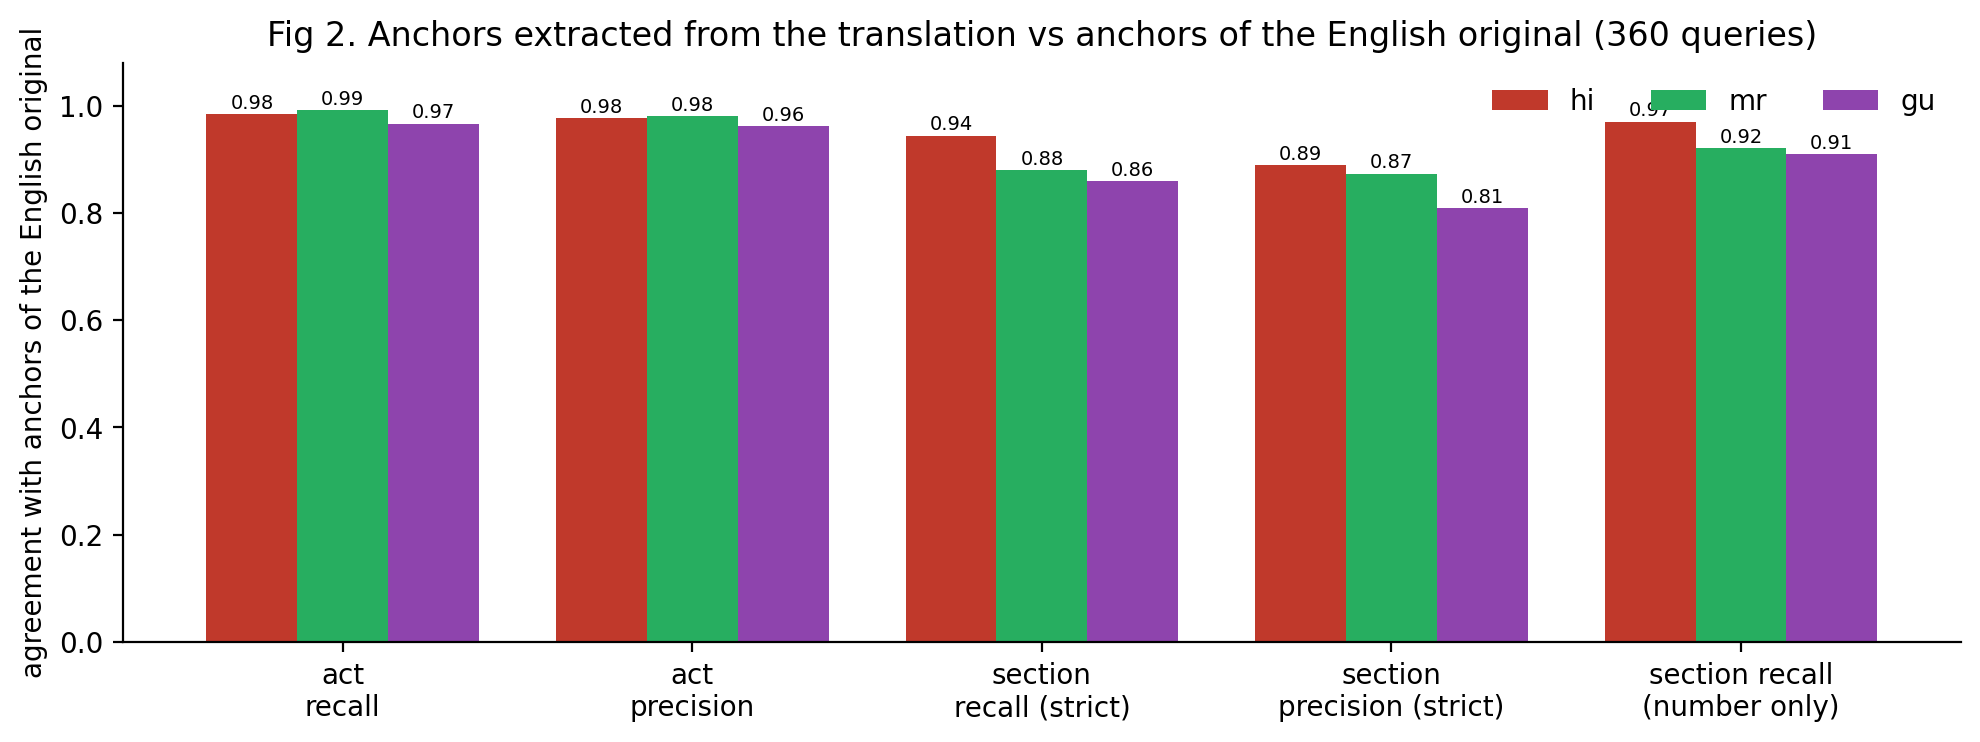 Fig 2. Anchors extracted from the translation vs anchors of the English original (360 queries)
agreement with anchors of the English original
hi mr gu
1.0
0.8
0.6
0.4
0.2
0.0
0.98 0.99 0.97
0.98 0.98 0.96
0.94 0.88 0.86
0.89 0.87 0.81
0.97 0.92 0.91
act
recall
act
precision
section
recall (strict)
section
precision (strict)
section recall
(number only)